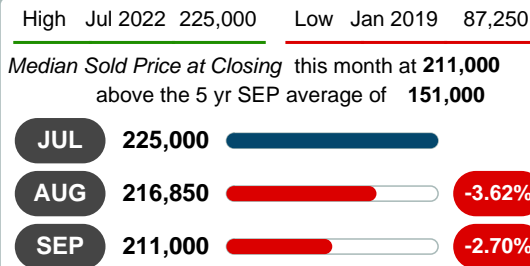 High Jul 2022 225,000 Low Jan 2019 87,250
Median Sold Price at Closing this month at 211,000
above the 5 yr SEP average of 151,000
JUL 225,000
AUG 216,850 -3.62%
SEP 211,000 -2.70%